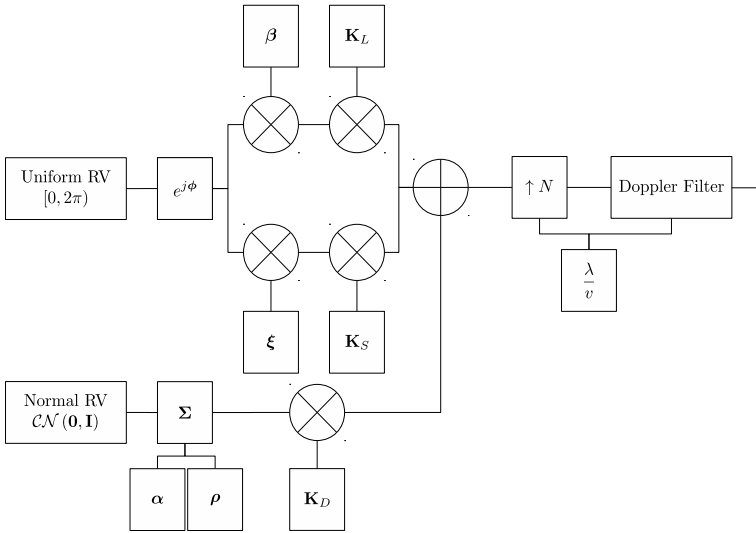 β
K_L
Uniform RV
[0, 2π)
e^{jϕ}
↑ N
Doppler Filter
λ
v
ξ
K_S
Normal RV
𝒞𝒩 (0, I)
Σ
α
ρ
K_D